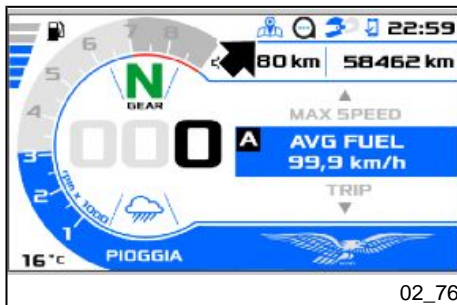 22:59
80 km 58462 km
8
7
6
5
4
3
2
1
rpm x 1000
N
GEAR
000
MAX SPEED
A AVG FUEL
99,9 km/h
TRIP
16°c PIOGGIA
02_76